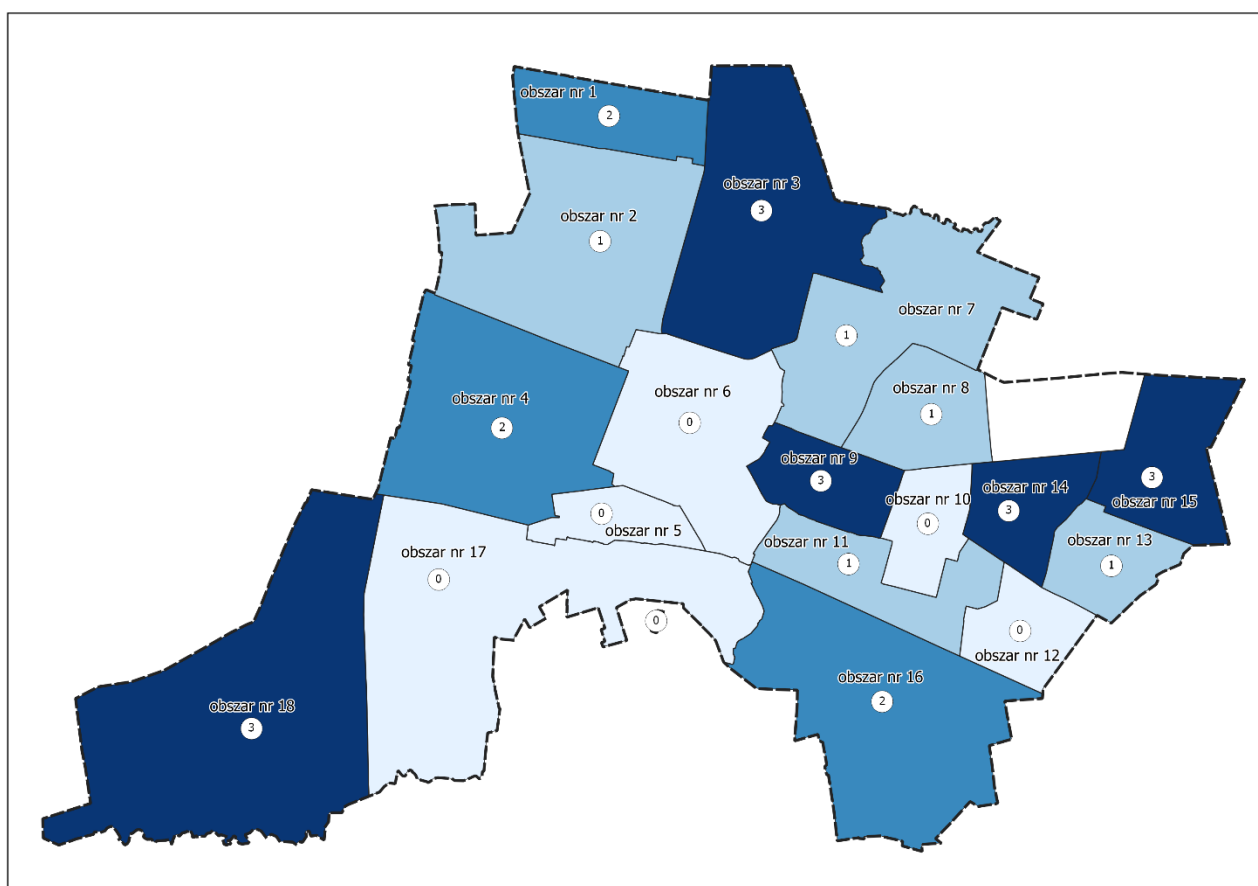 obszar nr 1
2
obszar nr 3
3
obszar nr 2
1
obszar nr 7
1
obszar nr 8
1
obszar nr 4
2
obszar nr 6
0
obszar nr 9
3
obszar nr 10
0
obszar nr 14
3
3
obszar nr 15
0
obszar nr 5
obszar nr 11
1
obszar nr 13
1
obszar nr 17
0
0
0
obszar nr 12
obszar nr 16
2
obszar nr 18
3